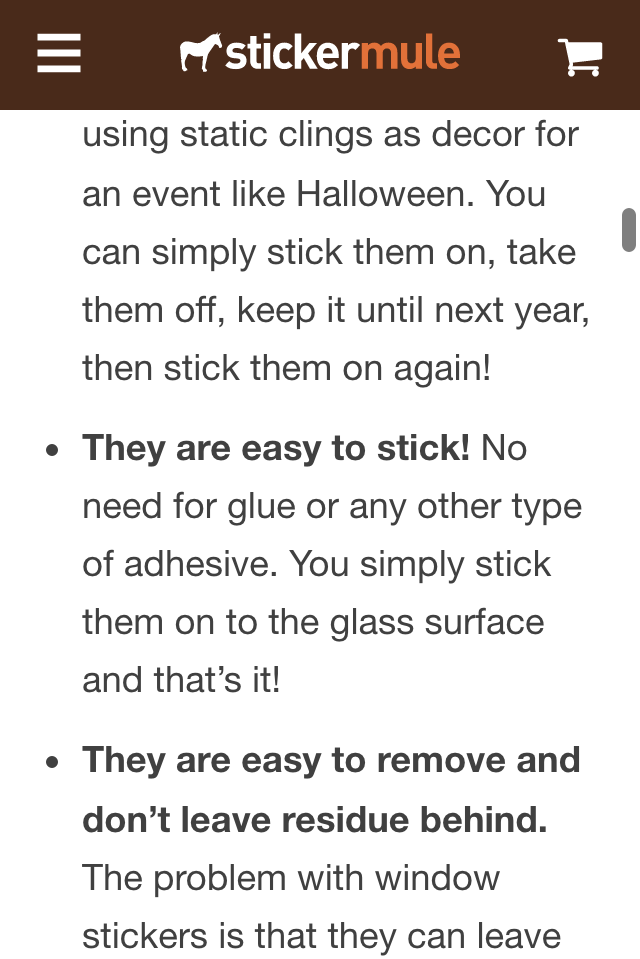 stickermule
using static clings as decor for
an event like Halloween. You
can simply stick them on, take
them off, keep it until next year,
then stick them on again!
• They are easy to stick! No
need for glue or any other type
of adhesive. You simply stick
them on to the glass surface
and that’s it!
• They are easy to remove and
don’t leave residue behind.
The problem with window
stickers is that they can leave